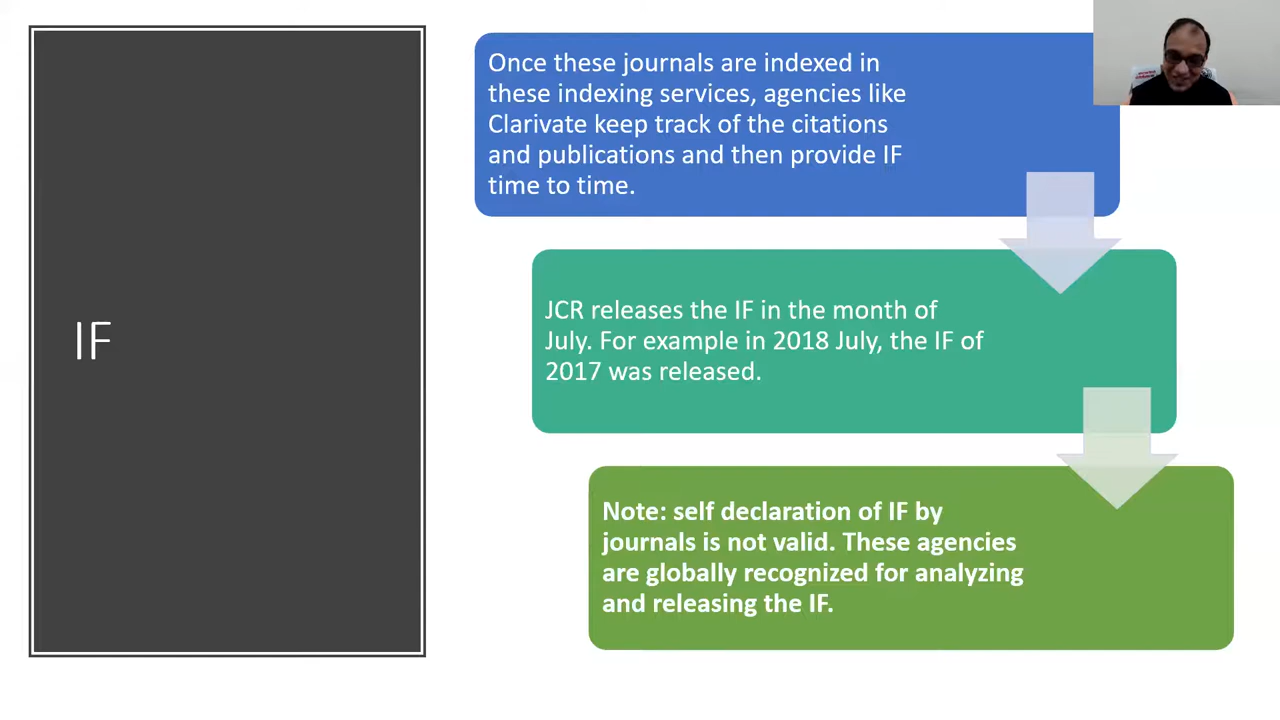 IF
Once these journals are indexed in
these indexing services, agencies like
Clarivate keep track of the citations
and publications and then provide IF
time to time.
JCR releases the IF in the month of
July. For example in 2018 July, the IF of
2017 was released.
Note: self declaration of IF by
journals is not valid. These agencies
are globally recognized for analyzing
and releasing the IF.